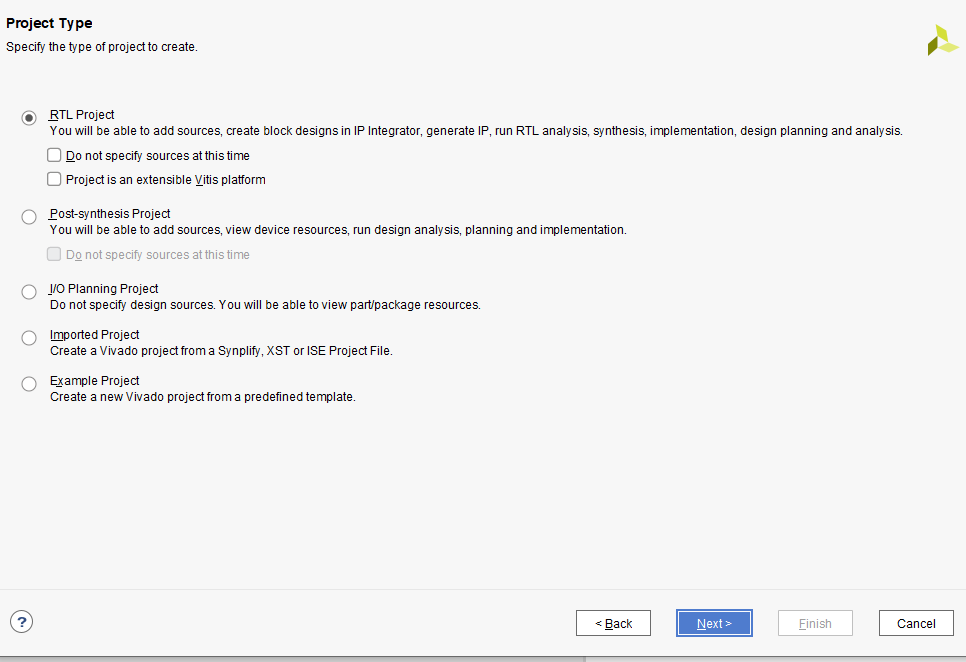 Project Type
Specify the type of project to create.
RTL Project
You will be able to add sources, create block designs in IP Integrator, generate IP, run RTL analysis, synthesis, implementation, design planning and analysis.
Do not specify sources at this time
Project is an extensible Vitis platform
Post-synthesis Project
You will be able to add sources, view device resources, run design analysis, planning and implementation.
Do not specify sources at this time
I/O Planning Project
Do not specify design sources. You will be able to view part/package resources.
Imported Project
Create a Vivado project from a Synplify, XST or ISE Project File.
Example Project
Create a new Vivado project from a predefined template.
?
< Back
Next >
Finish
Cancel